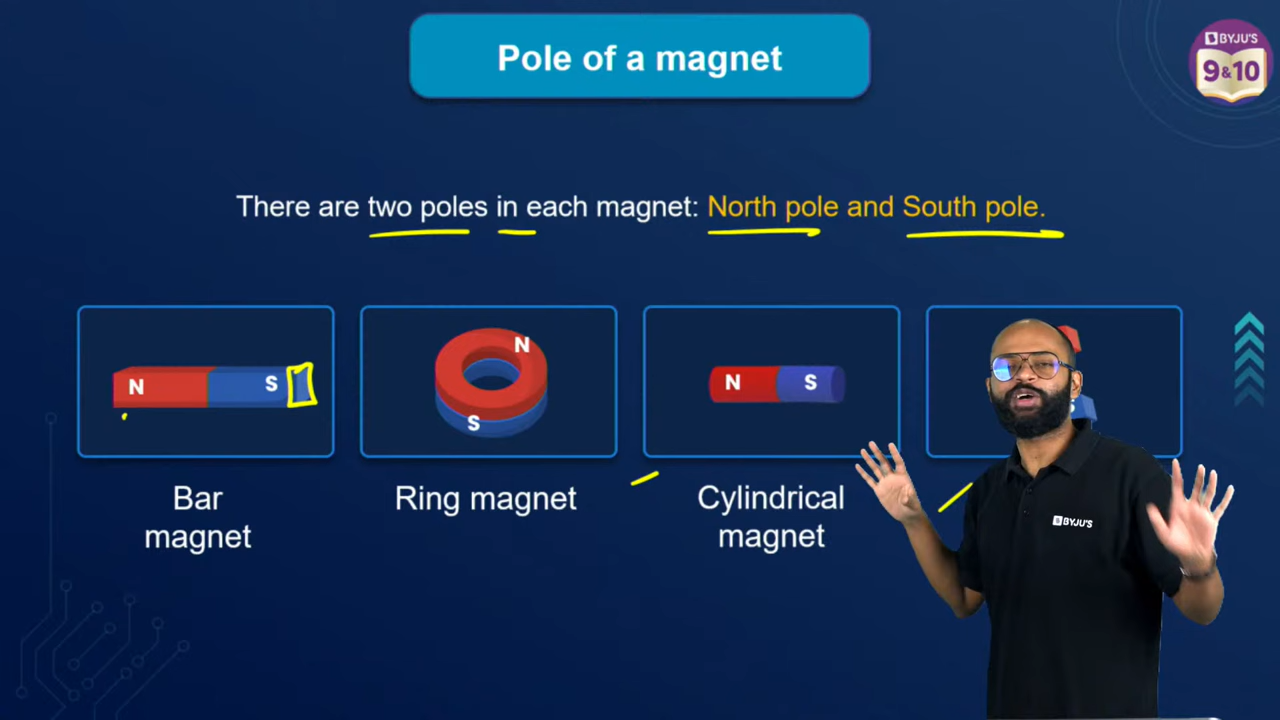 Pole of a magnet
BYJU'S
9&10
There are two poles in each magnet: North pole and South pole.
N
S
N
S
N
S
S
Bar
magnet
Ring magnet
Cylindrical
magnet
BYJU'S